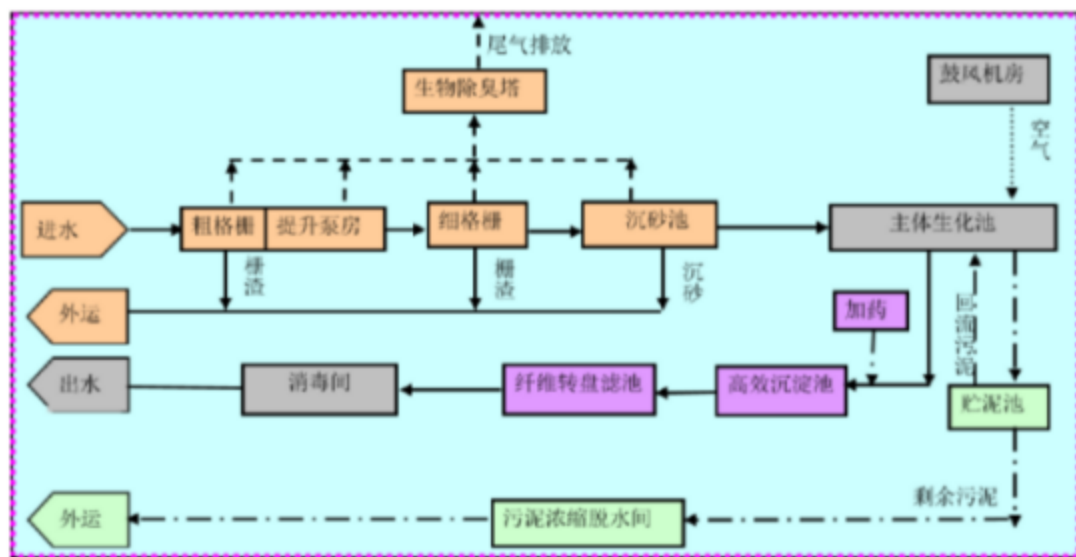 尾气排放
生物除臭塔
鼓风机房
空气
进水
粗格栅
提升泵房
细格栅
沉砂池
主体生化池
栅渣
栅渣
沉砂
外运
加药
回流污泥
出水
消毒间
纤维转盘滤池
高效沉淀池
贮泥池
剩余污泥
外运
污泥浓缩脱水间